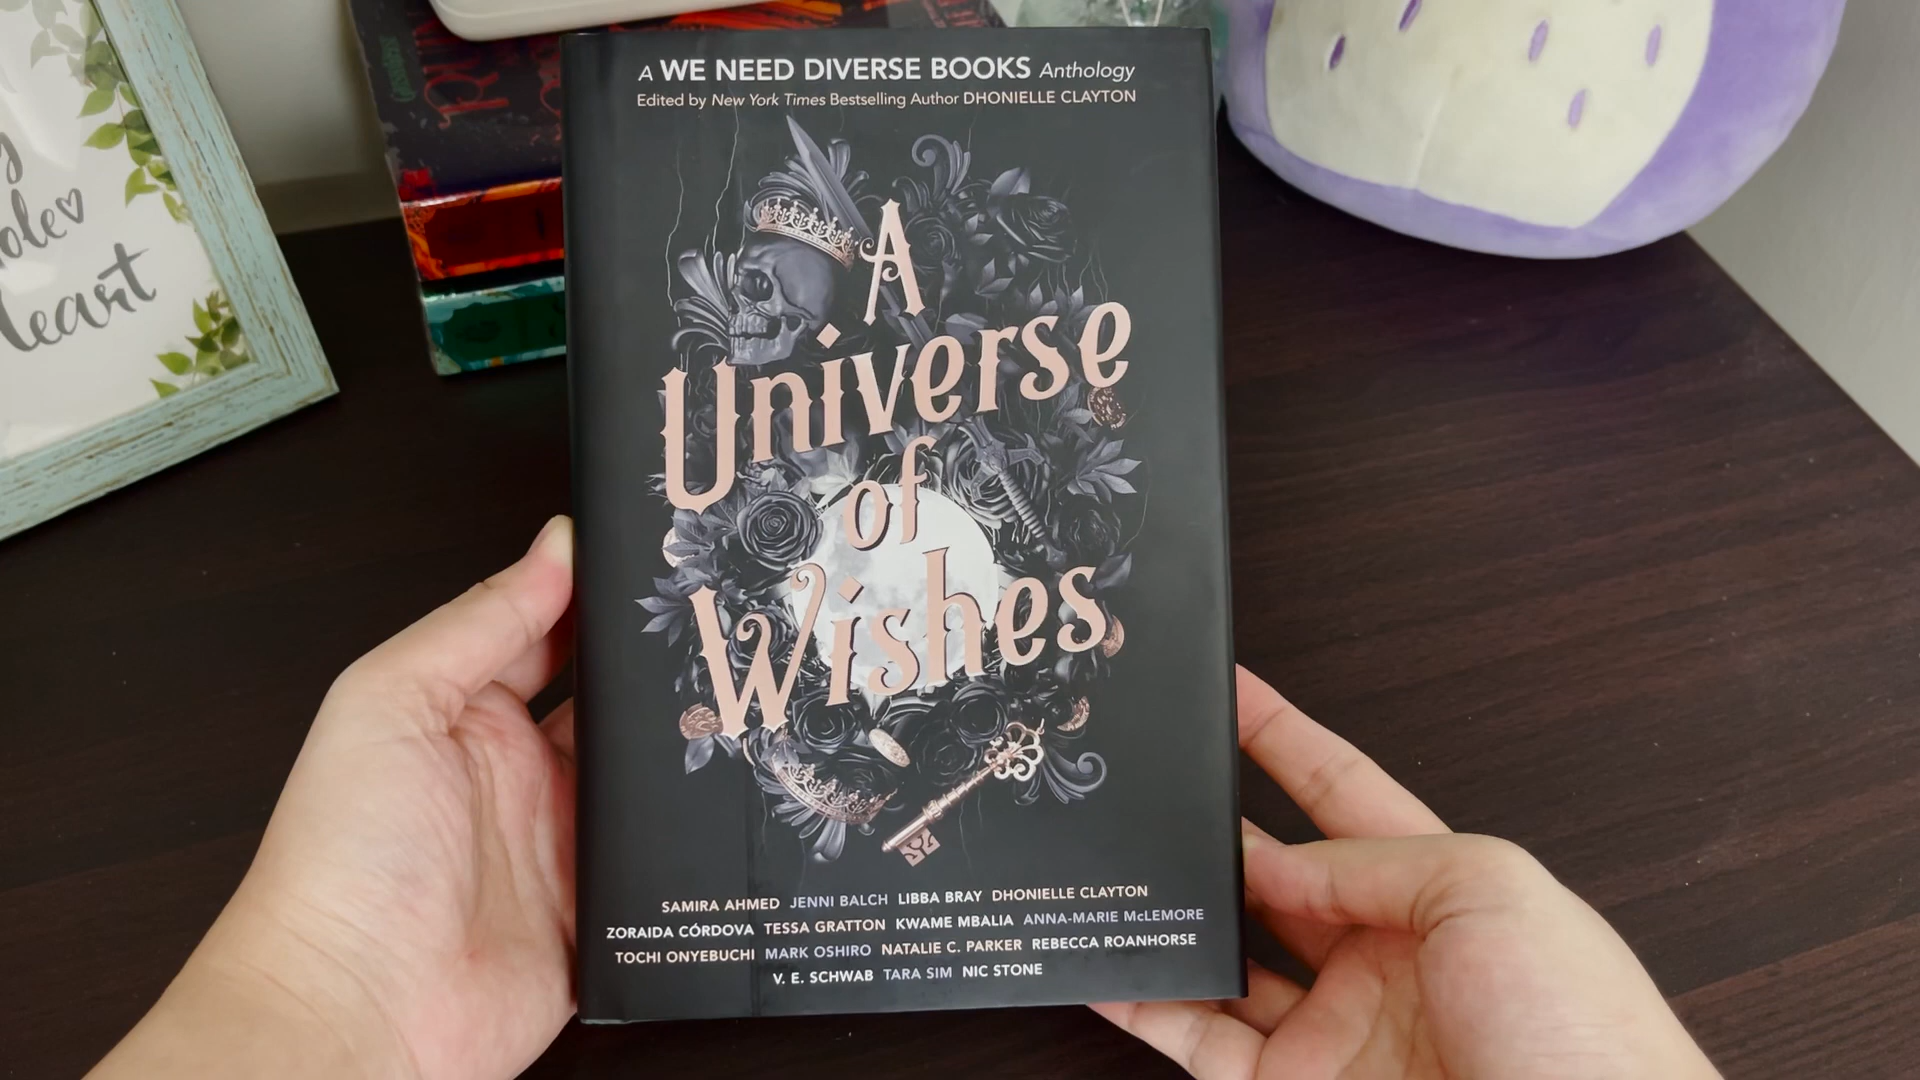 A WE NEED DIVERSE BOOKS Anthology
Edited by New York Times Bestselling Author DHONIELLE CLAYTON
A
Universe
of
Wishes
SAMIRA AHMED JENNI BALCH LIBBA BRAY DHONIELLE CLAYTON
ZORAIDA CÓRDOVA TESSA GRATTON KWAME MBALIA ANNA-MARIE McLEMORE
TOCHI ONYEBUCHI MARK OSHIRO NATALIE C. PARKER REBECCA ROANHORSE
V. E. SCHWAB TARA SIM NIC STONE